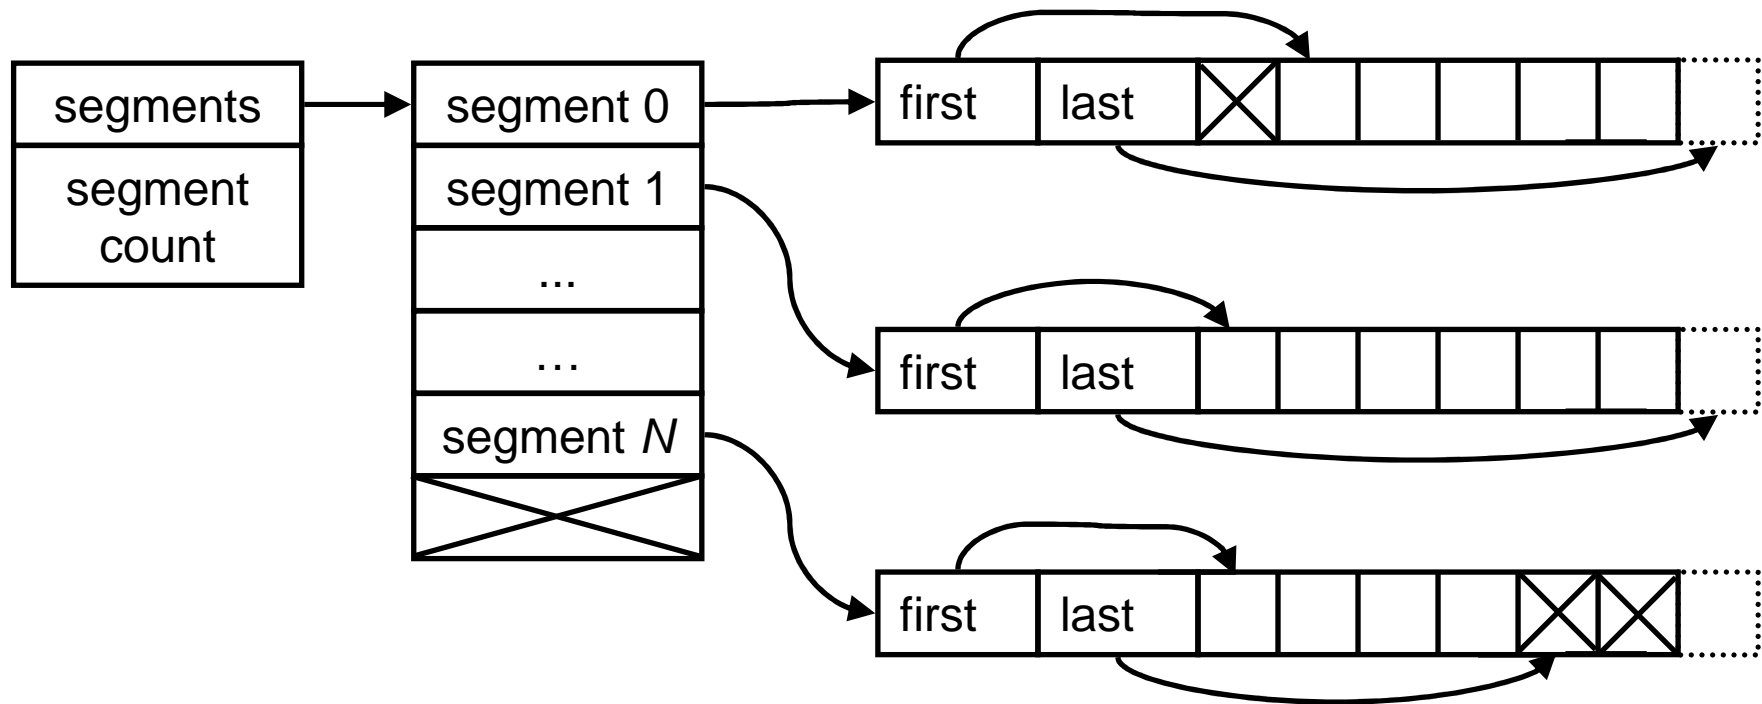 segments
segment
count
segment 0
segment 1
...
…
segment N
first last
first last
first last